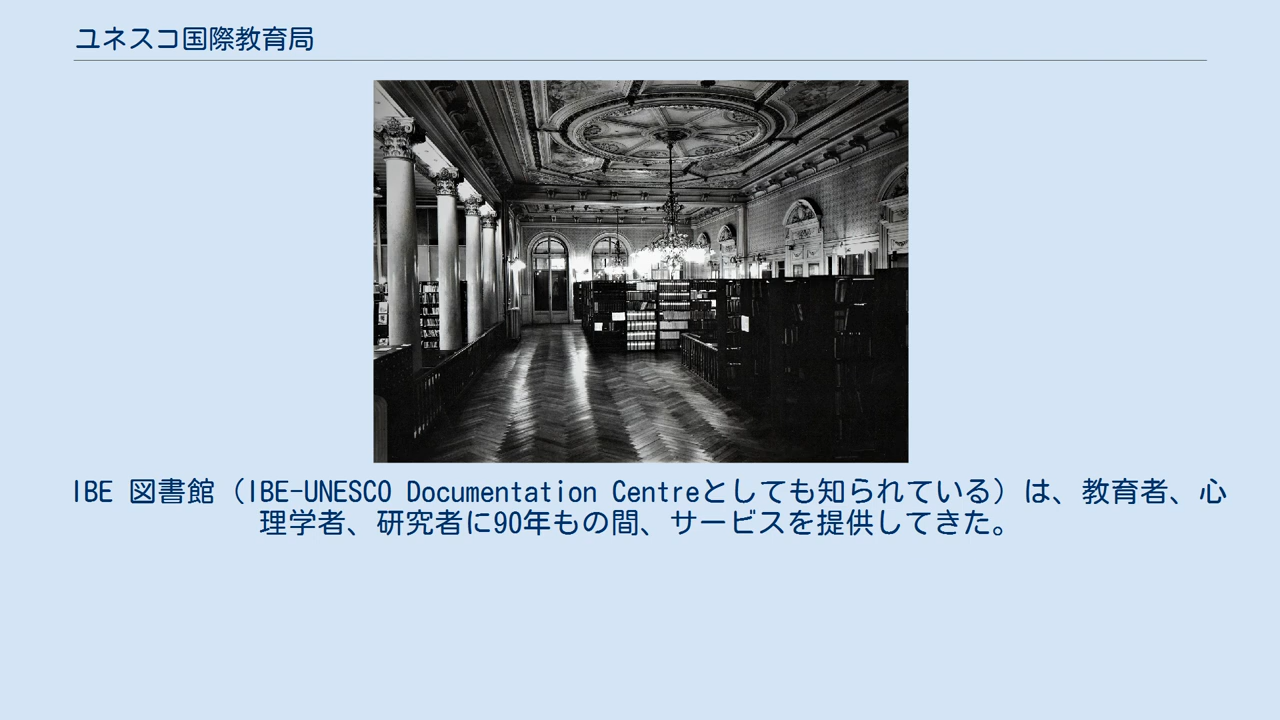 ユネスコ国際教育局
IBE 図書館（IBE-UNESCO Documentation Centreとしても知られている）は、教育者、心
理学者、研究者に90年もの間、サービスを提供してきた。